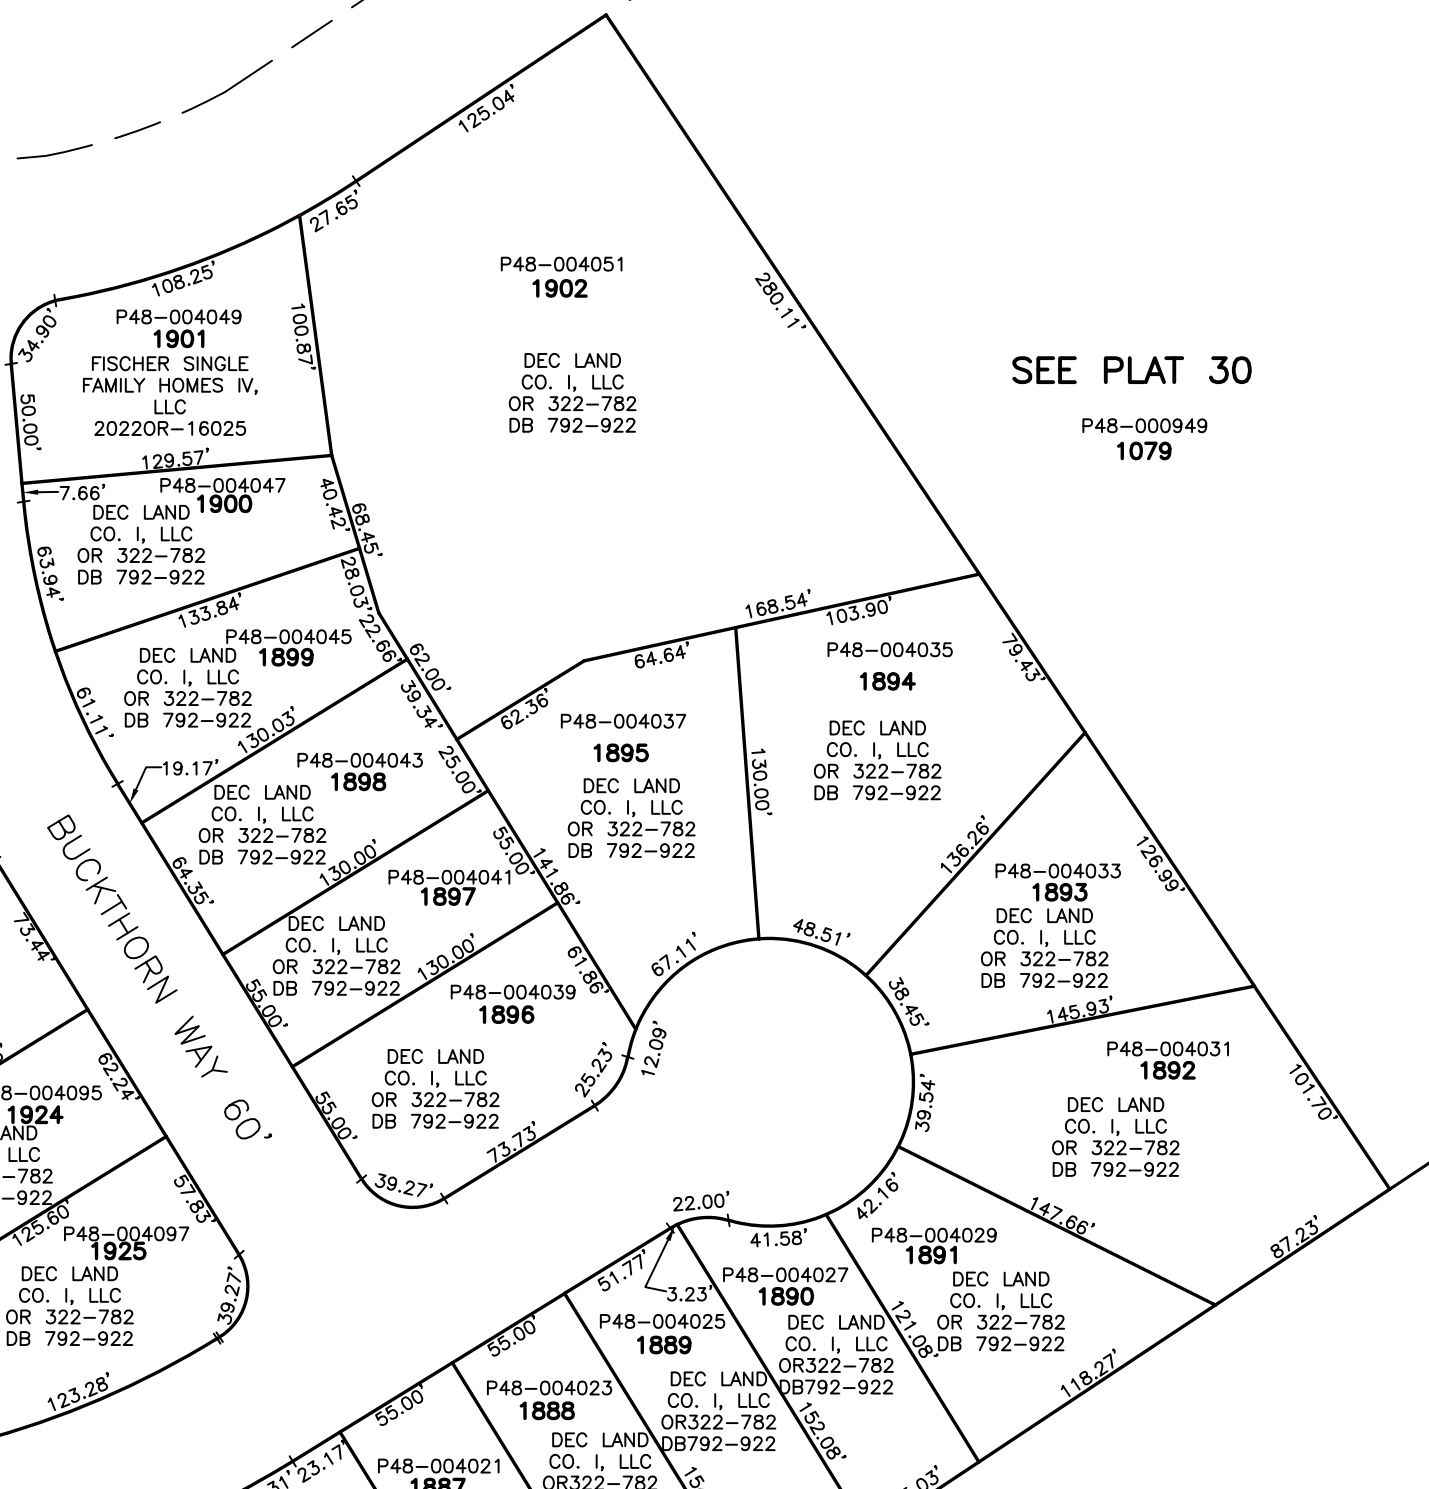 125.04'
27.65'
108.25'
34.90'
P48-004049
1901
FISCHER SINGLE
FAMILY HOMES IV,
LLC
2022OR-16025
50.00'
100.87'
129.57'
P48-004051
1902
DEC LAND
CO. I, LLC
OR 322-782
DB 792-922
280.11'
SEE PLAT 30
P48-000949
1079
7.66'
P48-004047
1900
DEC LAND
CO. I, LLC
OR 322-782
DB 792-922
40.42'
68.45'
63.94'
133.84'
28.03'
22.66'
62.00'
P48-004045
1899
DEC LAND
CO. I, LLC
OR 322-782
DB 792-922
61.11'
130.03'
39.34'
19.17'
P48-004043
1898
DEC LAND
CO. I, LLC
OR 322-782
DB 792-922
25.00'
64.35'
130.00'
55.00'
141.86'
P48-004041
1897
DEC LAND
CO. I, LLC
OR 322-782
DB 792-922
55.00'
130.00'
61.86'
P48-004039
1896
DEC LAND
CO. I, LLC
OR 322-782
DB 792-922
55.00'
39.27'
73.73'
25.23'
12.09'
62.36'
64.64'
168.54'
103.90'
P48-004037
1895
DEC LAND
CO. I, LLC
OR 322-782
DB 792-922
67.11'
130.00'
P48-004035
1894
DEC LAND
CO. I, LLC
OR 322-782
DB 792-922
79.43'
48.51'
136.26'
P48-004033
1893
DEC LAND
CO. I, LLC
OR 322-782
DB 792-922
126.99'
38.45'
145.93'
P48-004031
1892
DEC LAND
CO. I, LLC
OR 322-782
DB 792-922
101.70'
39.54'
147.66'
87.23'
42.16'
P48-004029
1891
DEC LAND
CO. I, LLC
OR 322-782
DB 792-922
121.08'
118.27'
22.00'
41.58'
3.23'
P48-004027
1890
DEC LAND
CO. I, LLC
OR322-782
DB792-922
152.08'
51.77'
P48-004025
1889
DEC LAND
CO. I, LLC
OR322-782
DB792-922
15
.03'
55.00'
P48-004023
1888
DEC LAND
CO. I, LLC
OR322-782
55.00'
P48-004021
1887
23.17'
31'
BUCKTHORN WAY 60'
73.44'
62.24'
8-004095
1924
AND
LLC
-782
-922
125.60'
57.83'
P48-004097
1925
DEC LAND
CO. I, LLC
OR 322-782
DB 792-922
39.27'
123.28'